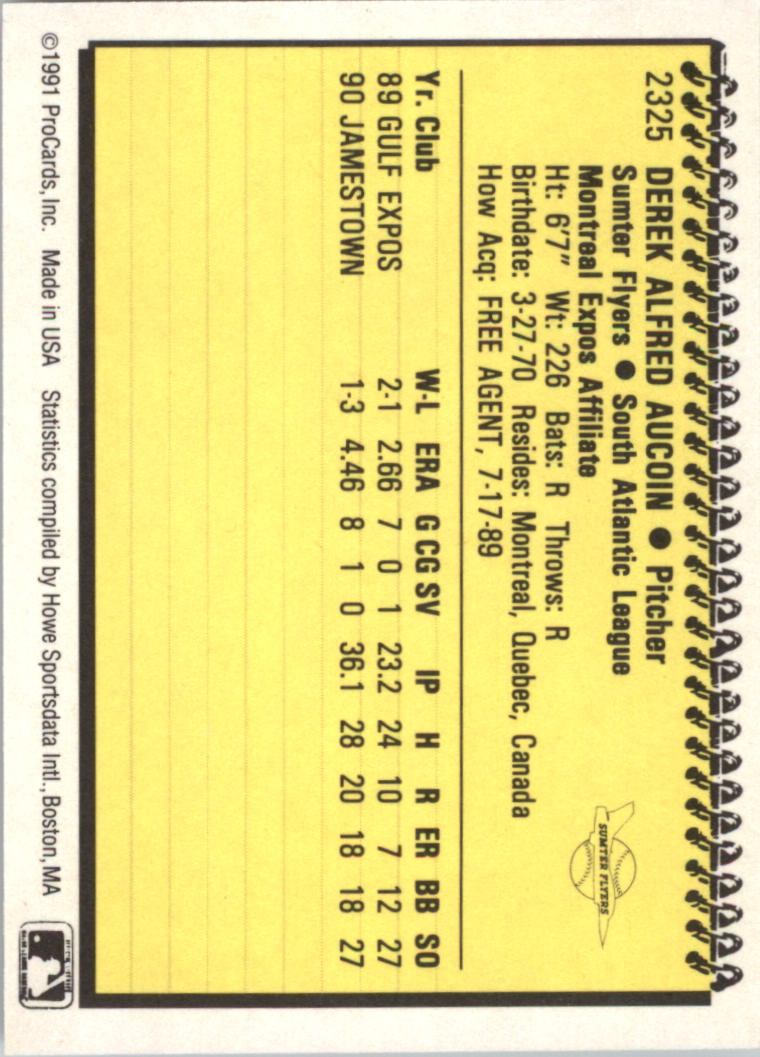 2325 DEREK ALFRED AUCOIN ● Pitcher
Sumter Flyers ● South Atlantic League
Montreal Expos Affiliate
Ht: 6'7" Wt: 226 Bats: R Throws: R
Birthdate: 3-27-70 Resides: Montreal, Quebec, Canada
How Acq: FREE AGENT, 7-17-89
SUMTER FLYERS
Yr. Club W-L ERA G CG SV IP H R ER BB SO
89 GULF EXPOS 2-1 2.66 7 0 1 23.2 24 10 7 12 27
90 JAMESTOWN 1-3 4.46 8 1 0 36.1 28 20 18 18 27
©1991 ProCards, Inc. Made in USA Statistics compiled by Howe Sportsdata Intl., Boston, MA